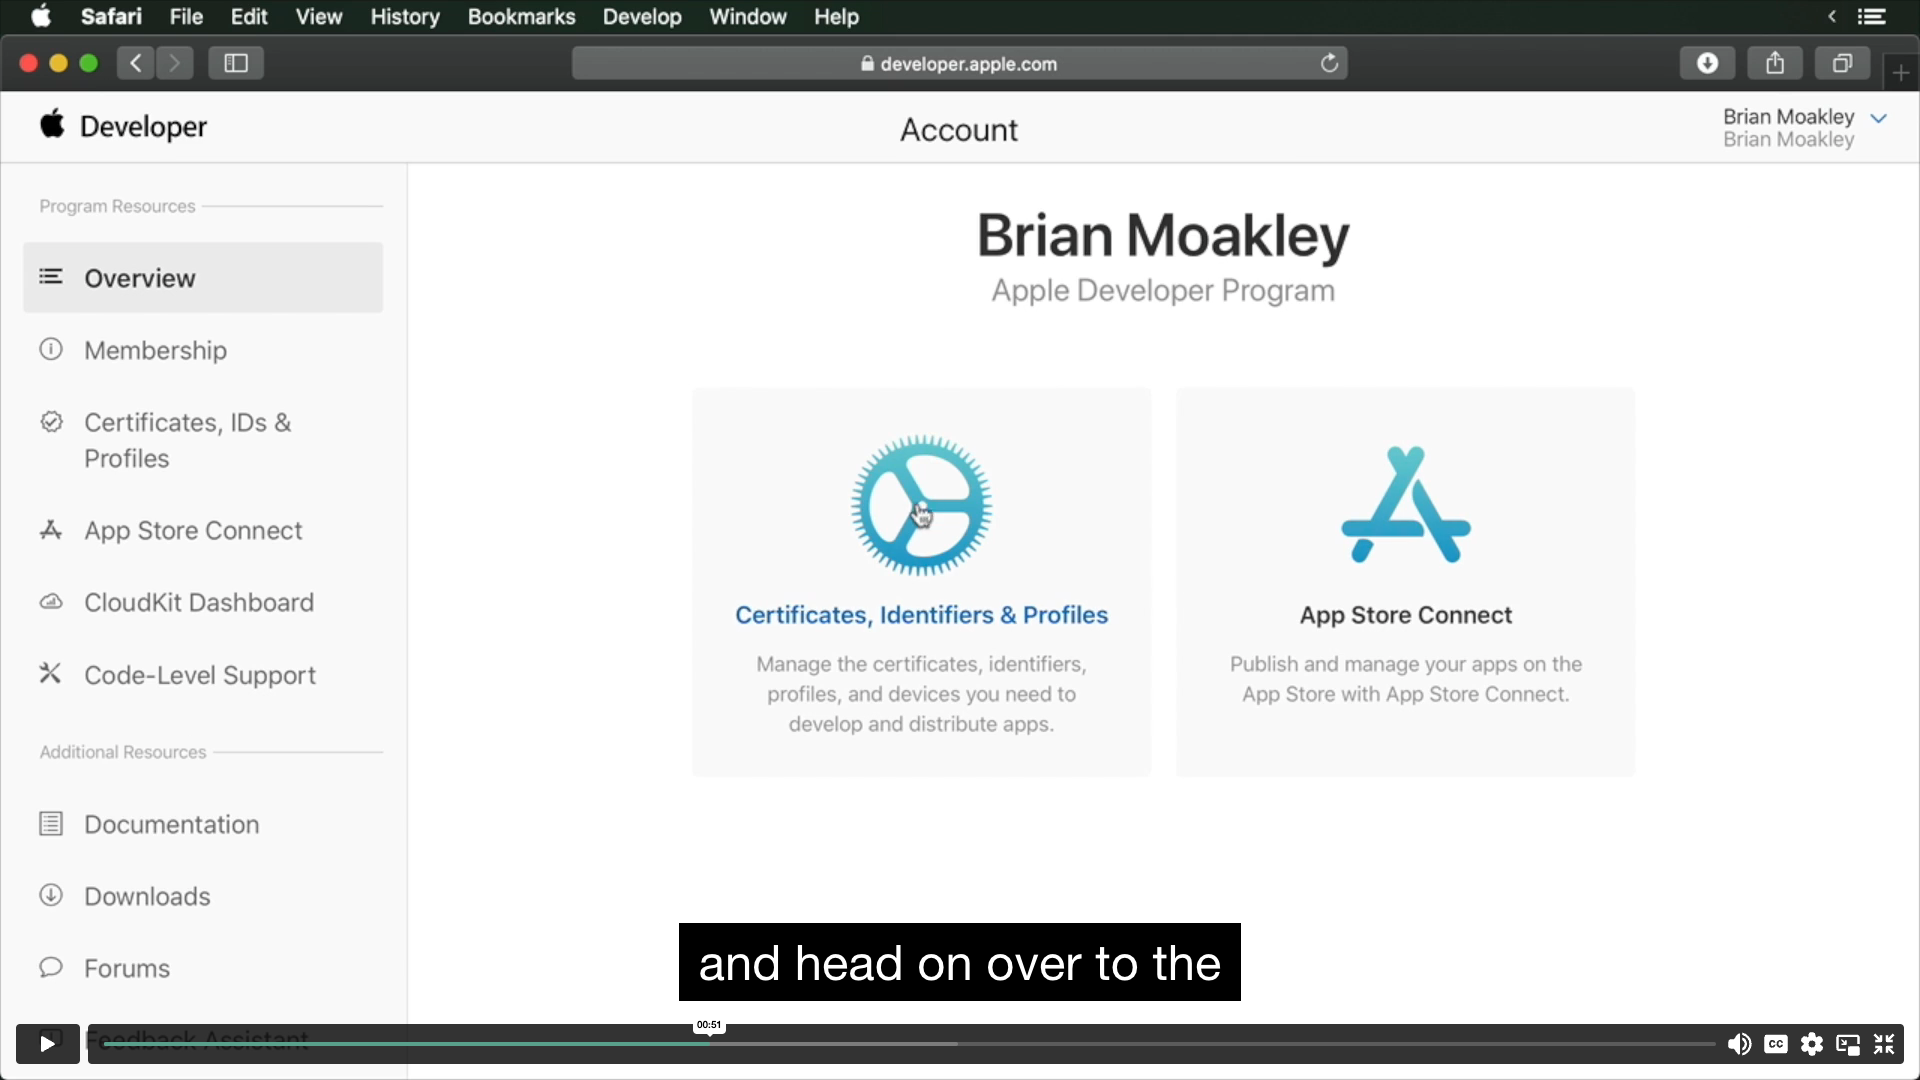 Safari File Edit View History Bookmarks Develop Window Help
developer.apple.com
Developer
Account
Brian Moakley
Brian Moakley
Program Resources
Overview
Membership
Certificates, IDs &
Profiles
App Store Connect
CloudKit Dashboard
Code-Level Support
Additional Resources
Documentation
Downloads
Forums
Feedback Assistant
Brian Moakley
Apple Developer Program
Certificates, Identifiers & Profiles
Manage the certificates, identifiers,
profiles, and devices you need to
develop and distribute apps.
App Store Connect
Publish and manage your apps on the
App Store with App Store Connect.
and head on over to the
00:51
CC